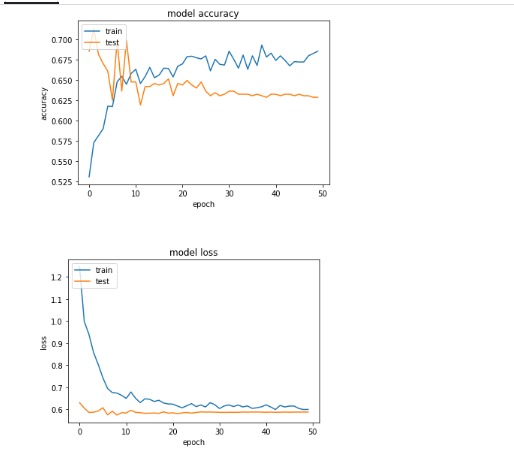 model accuracy
train
test
0.700
0.675
0.650
0.625
0.600
0.575
0.550
0.525
accuracy
0 10 20 30 40 50
epoch
model loss
train
test
1.2
1.1
1.0
0.9
0.8
0.7
0.6
loss
0 10 20 30 40 50
epoch